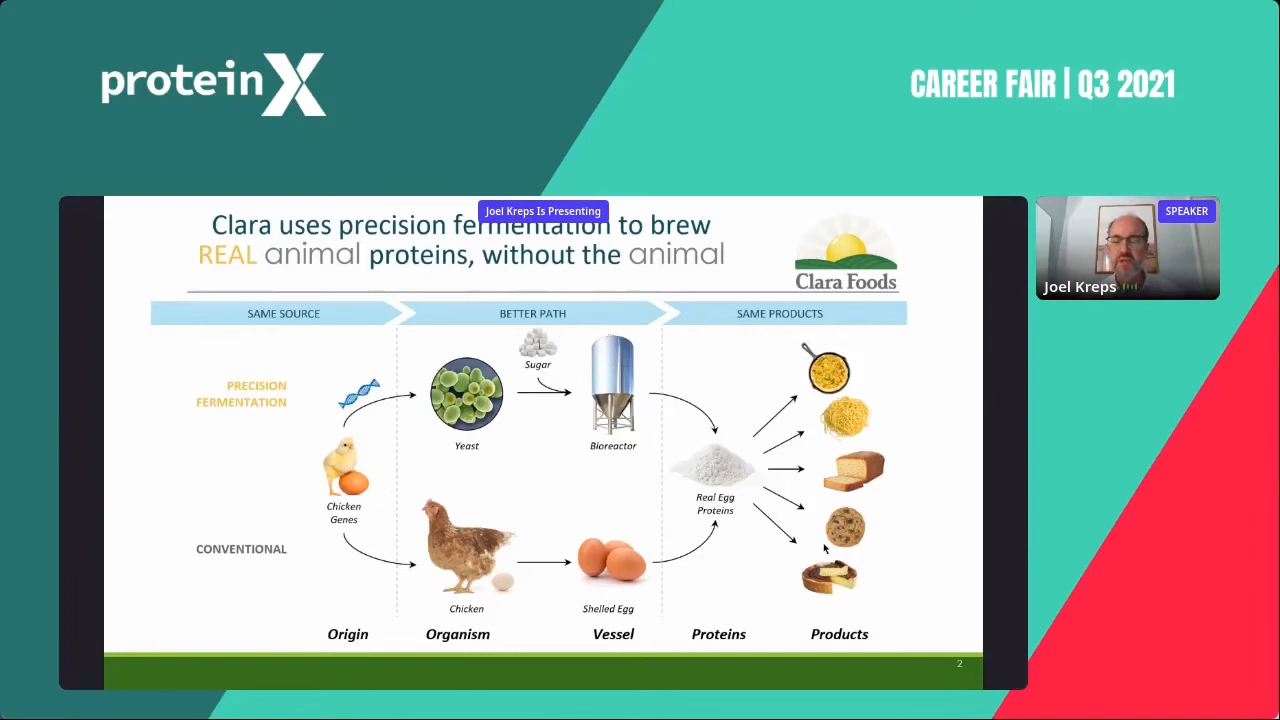 proteinX
CAREER FAIR | Q3 2021
Joel Kreps Is Presenting
Clara uses precision fermentation to brew
REAL animal proteins, without the animal
Clara Foods
SPEAKER
Joel Kreps
SAME SOURCE
BETTER PATH
SAME PRODUCTS
PRECISION
FERMENTATION
Sugar
Yeast
Bioreactor
Chicken
Genes
Real Egg
Proteins
CONVENTIONAL
Chicken
Shelled Egg
Origin
Organism
Vessel
Proteins
Products
2